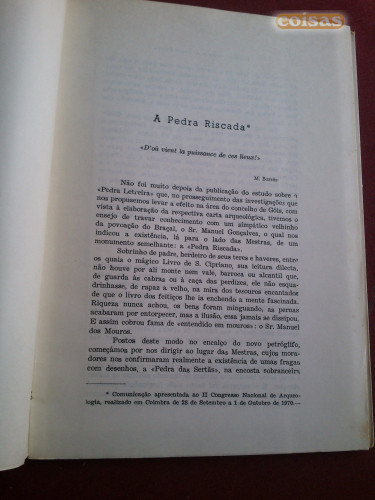 coisas
A Pedra Riscada*
«D'où vient la puissance de ces lieux?»
M. Barrès
Não foi muito depois da publicação do estudo sobre a
«Pedra Letreira» que, no prosseguimento das investigações que
nos propusemos levar a efeito na área do concelho de Góis, com
vista à elaboração da respectiva carta arqueológica, tivemos o
ensejo de travar conhecimento com um simpático velhinho
da povoação do Braçal, o Sr. Manuel Gonçalves, o qual nos
indicou a existência, lá para o lado das Mestras, de um
monumento semelhante: a «Pedra Riscada».
Sobrinho de padre, herdeiro de seus teres e haveres, entre
os quais o mágico Livro de S. Cipriano, sua leitura dilecta,
não houve por ali monte nem vale, barroco ou alcantil que,
de guarda às cabras ou à caça das perdizes, ele não esqua-
drinhasse, de rapaz a velho, na mira dos tesouros encantados
de que o livro dos feitiços lhe ia enchendo a mente fascinada.
Riqueza nunca achou, os bens foram minguando, as pernas
acabaram por entorpecer, mas a ilusão, essa jamais se dissipou.
E assim cobrou fama de «entendido em mouros»: o Sr. Manuel
dos Mouros.
Postos deste modo no encalço do novo petróglifo,
começámos por nos dirigir ao lugar das Mestras, cujos mora-
dores nos confirmaram realmente a existência de umas fragas
com desenhos, a «Pedra das Sertãs», na encosta sobranceira
* Comunicação apresentada ao II Congresso Nacional de Arqueo-
logia, realizado em Coimbra de 28 de Setembro a 1 de Outubro de 1970.—